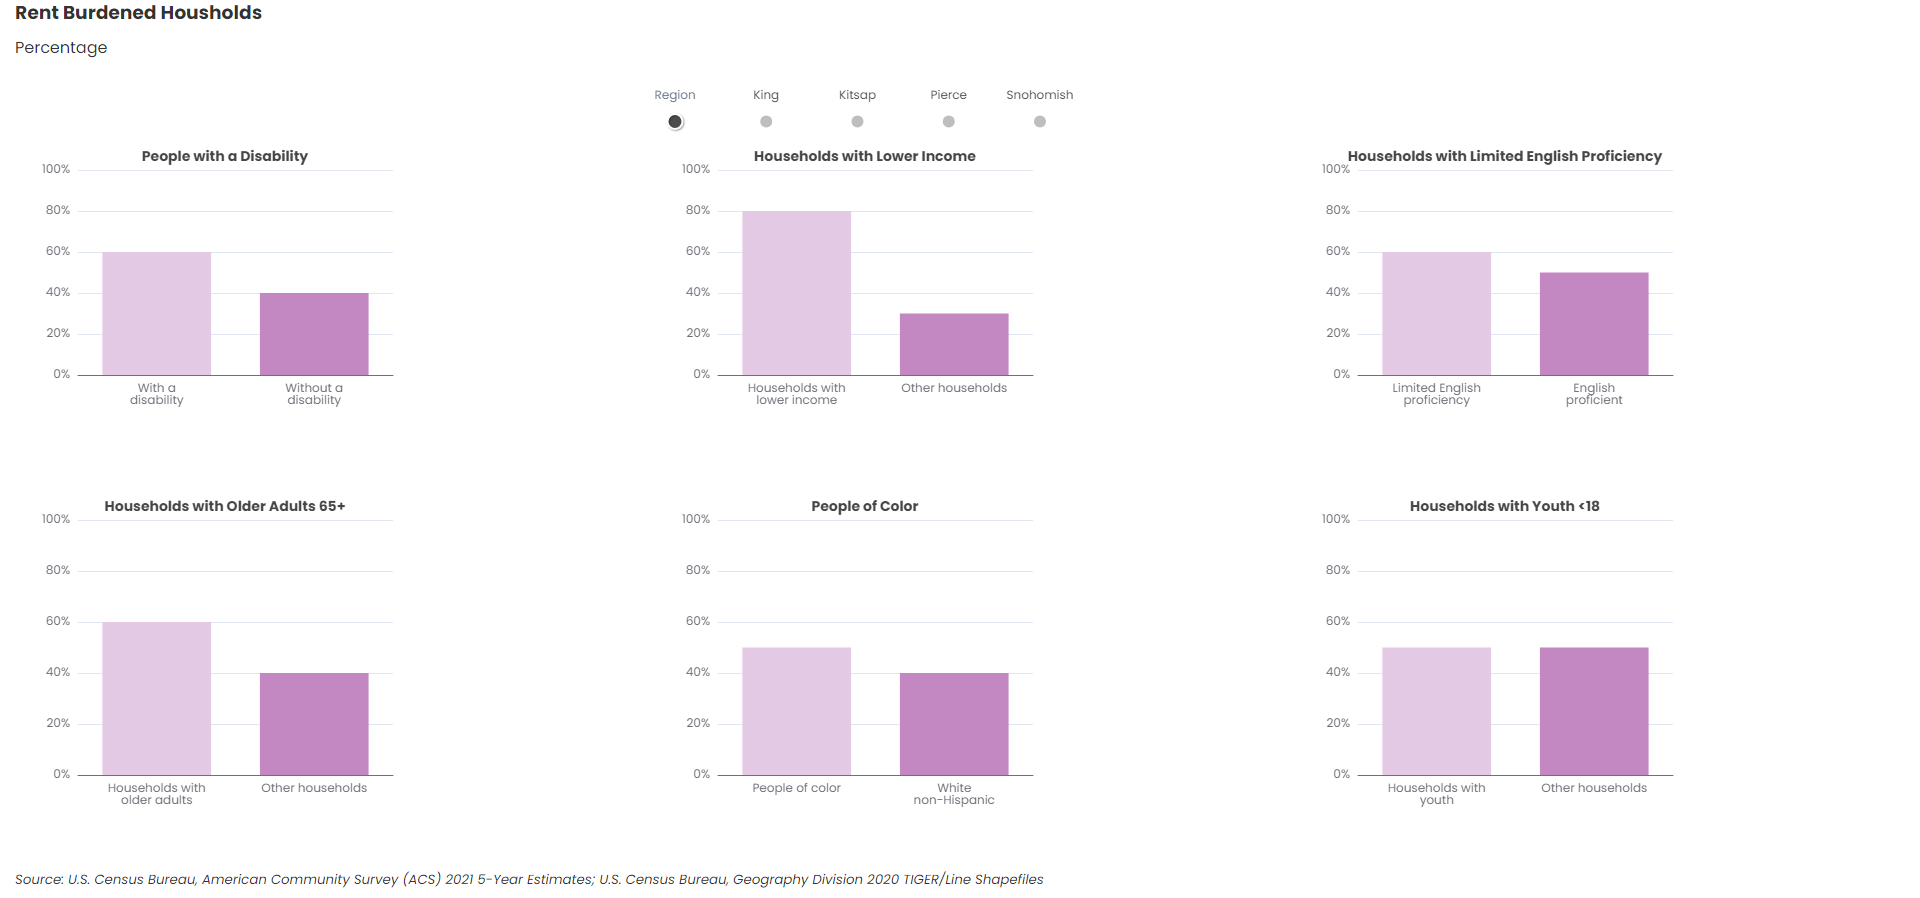 Rent Burdened Housholds
Percentage
Region King Kitsap Pierce Snohomish
People with a Disability
100%
80%
60%
40%
20%
0%
With a
disability
Without a
disability
Households with Lower Income
100%
80%
60%
40%
20%
0%
Households with
lower income
Other households
Households with Limited English Proficiency
100%
80%
60%
40%
20%
0%
Limited English
proficiency
English
proficient
Households with Older Adults 65+
100%
80%
60%
40%
20%
0%
Households with
older adults
Other households
People of Color
100%
80%
60%
40%
20%
0%
People of color
White
non-Hispanic
Households with Youth <18
100%
80%
60%
40%
20%
0%
Households with
youth
Other households
Source: U.S. Census Bureau, American Community Survey (ACS) 2021 5-Year Estimates; U.S. Census Bureau, Geography Division 2020 TIGER/Line Shapefiles